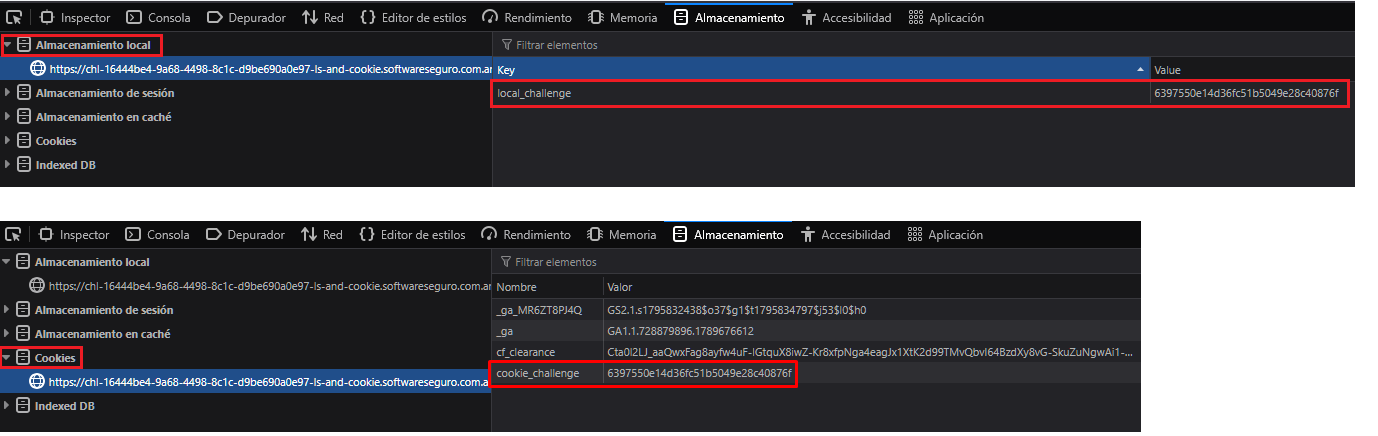 Inspector Consola Depurador Red Editor de estilos Rendimiento Memoria Almacenamiento Accesibilidad Aplicación
Almacenamiento local
Filtrar elementos
https://chl-16444be4-9a68-4498-8c1c-d9be690a0e97-ls-and-cookie.softwareseguro.com.ar
Key Value
local_challenge 6397550e14d36fc51b5049e28c40876f
Almacenamiento de sesión
Almacenamiento en caché
Cookies
Indexed DB
Inspector Consola Depurador Red Editor de estilos Rendimiento Memoria Almacenamiento Accesibilidad Aplicación
Almacenamiento local
Filtrar elementos
https://chl-16444be4-9a68-4498-8c1c-d9be690a0e97-ls-and-cookie.softwareseguro.com.ar
Nombre Valor
Almacenamiento de sesión
_ga_MR6ZT8PJ4Q GS2.1.s1795832438$o37$g1$t1795834797$j53$l0$h0
Almacenamiento en caché
_ga GA1.1.728879896.1789676612
Cookies
cf_clearance Cta0l2LJ_aaQwxFag8ayfw4uF-lGtquX8iwZ-Kr8xfpNga4eagJx1XtK2d99TMvQbvl64BzdXy8vG-SkuZuNgwAi1-...
https://chl-16444be4-9a68-4498-8c1c-d9be690a0e97-ls-and-cookie.softwareseguro.com.a
cookie_challenge 6397550e14d36fc51b5049e28c40876f
Indexed DB